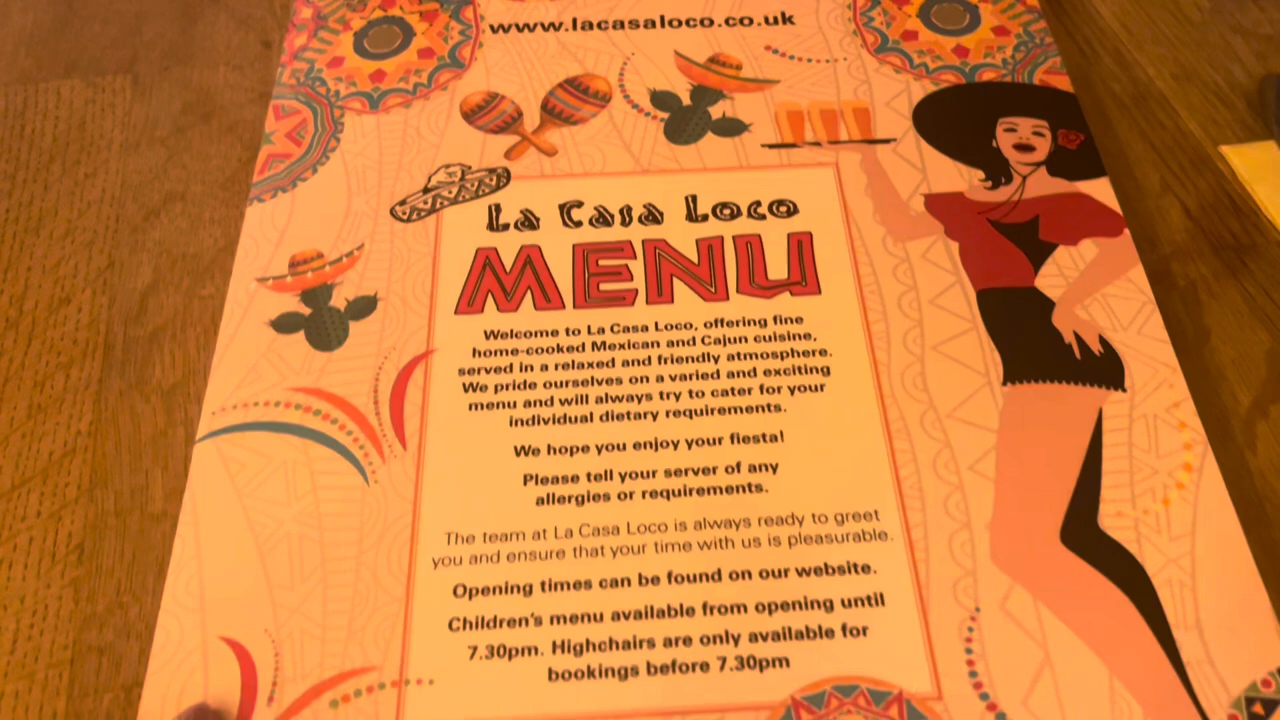 www.lacasaloco.co.uk
La Casa Loco
MENU
Welcome to La Casa Loco, offering fine
home-cooked Mexican and Cajun cuisine,
served in a relaxed and friendly atmosphere.
We pride ourselves on a varied and exciting
menu and will always try to cater for your
individual dietary requirements.
We hope you enjoy your fiesta!
Please tell your server of any
allergies or requirements.
The team at La Casa Loco is always ready to greet
you and ensure that your time with us is pleasurable.
Opening times can be found on our website.
Children's menu available from opening until
7.30pm. Highchairs are only available for
bookings before 7.30pm